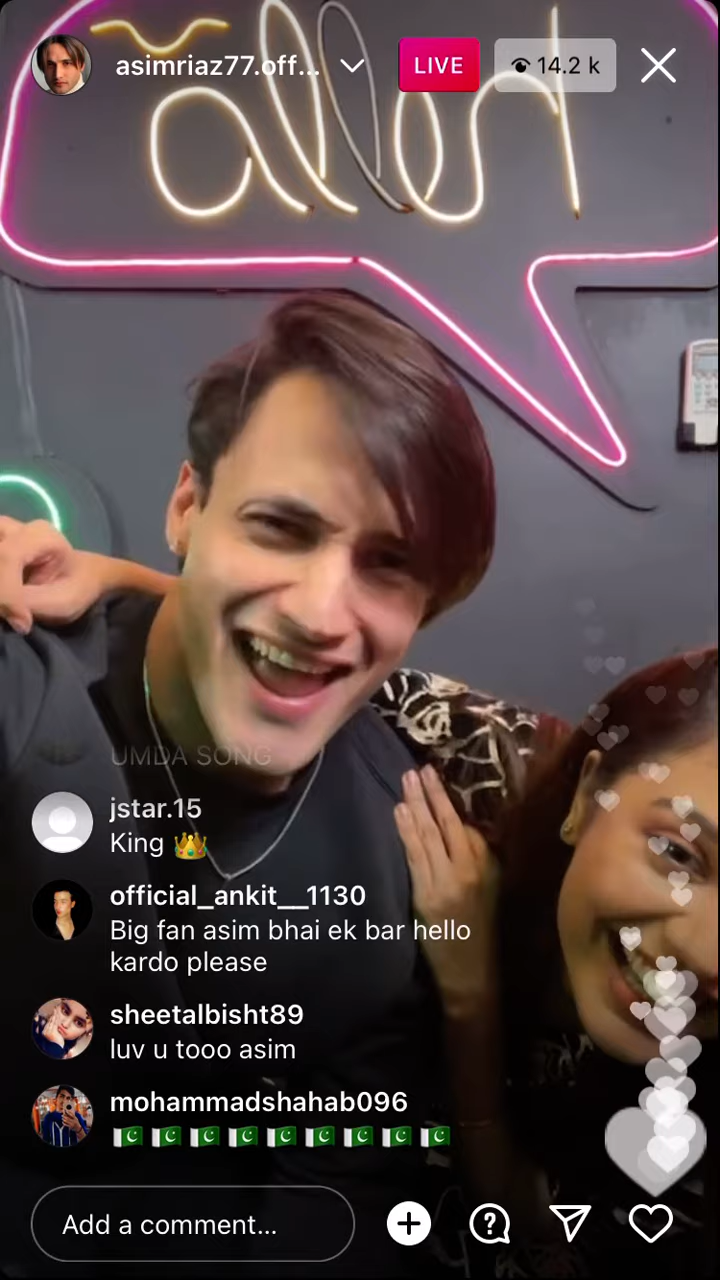 asimriaz77.off...
LIVE
14.2 k
allert
UMDA SONG
jstar.15
King 👑
official_ankit__1130
Big fan asim bhai ek bar hello
kardo please
sheetalbisht89
luv u tooo asim
mohammadshahab096
🇵🇰 🇵🇰 🇵🇰 🇵🇰 🇵🇰 🇵🇰 🇵🇰 🇵🇰 🇵🇰
Add a comment...